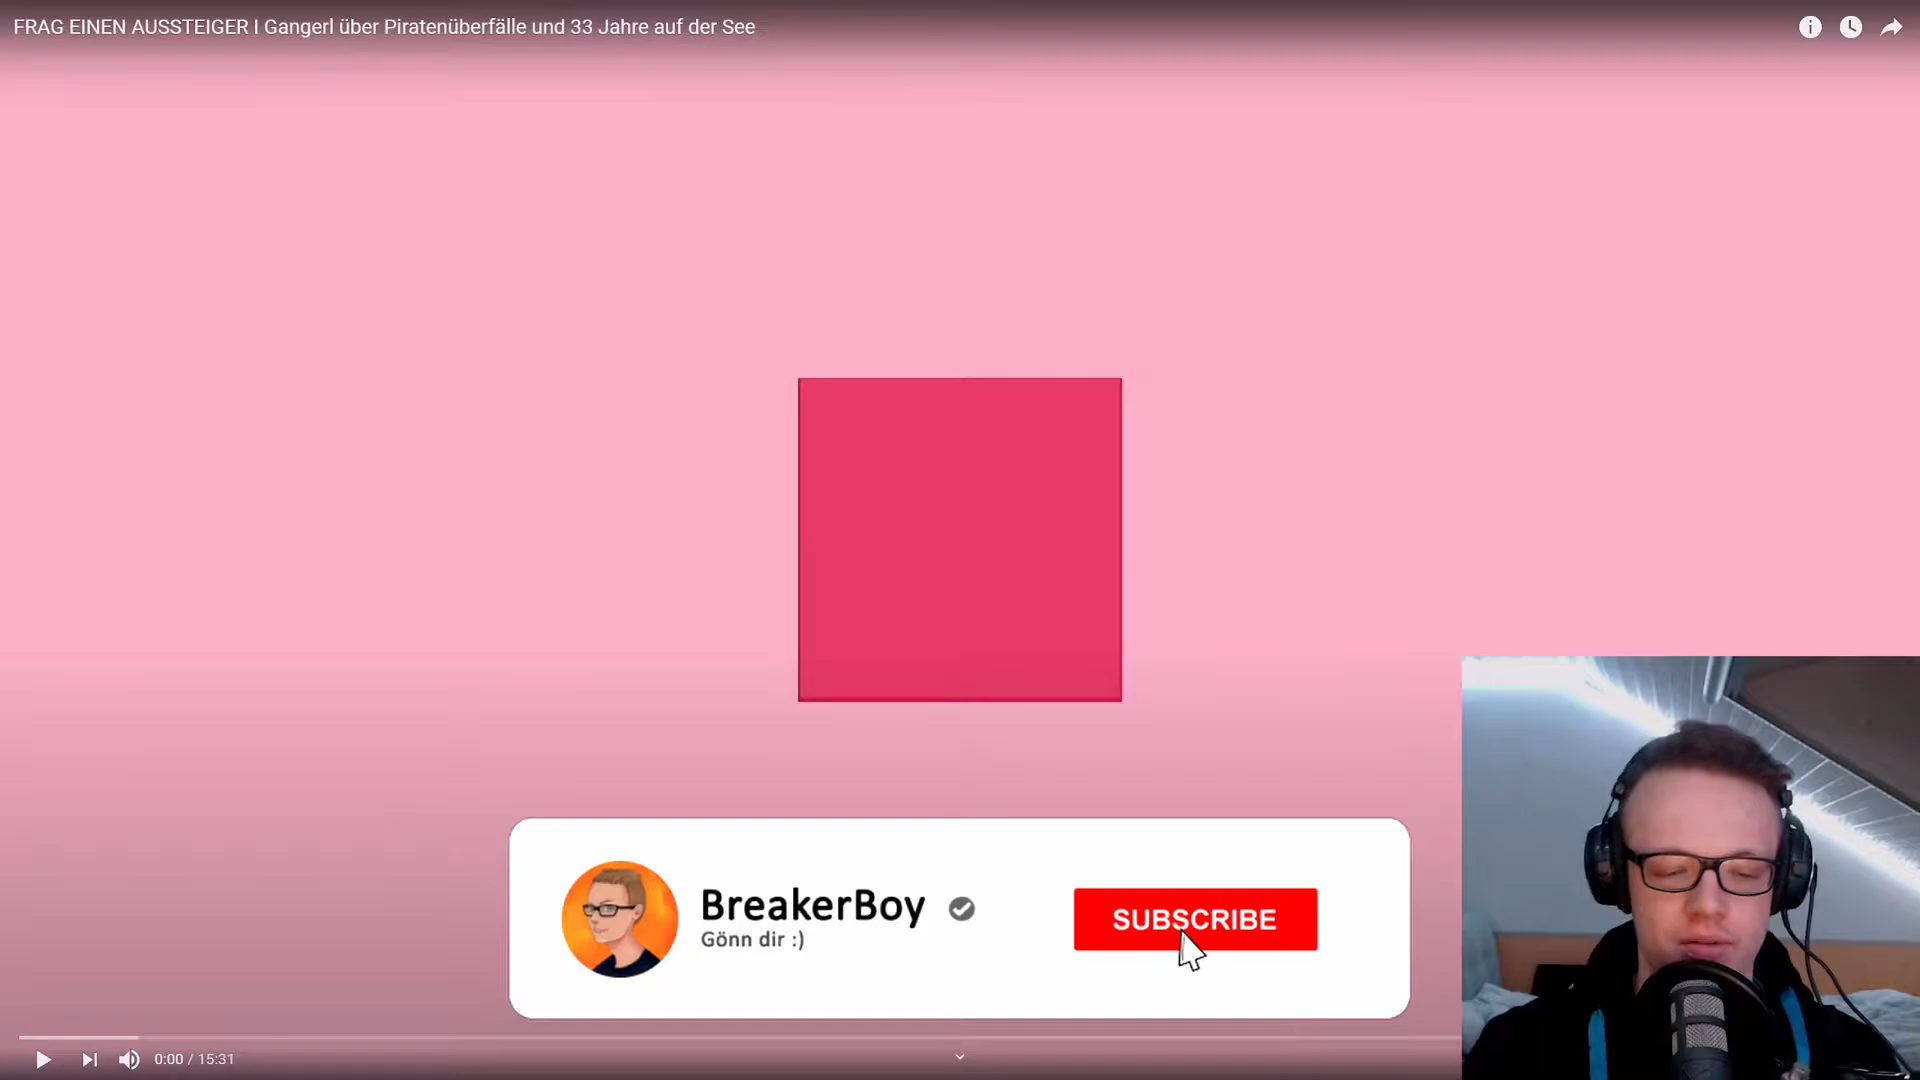 FRAG EINEN AUSSTEIGER I Gangerl über Piratenüberfälle und 33 Jahre auf der See
BreakerBoy
Gönn dir :)
SUBSCRIBE
0:00 / 15:31